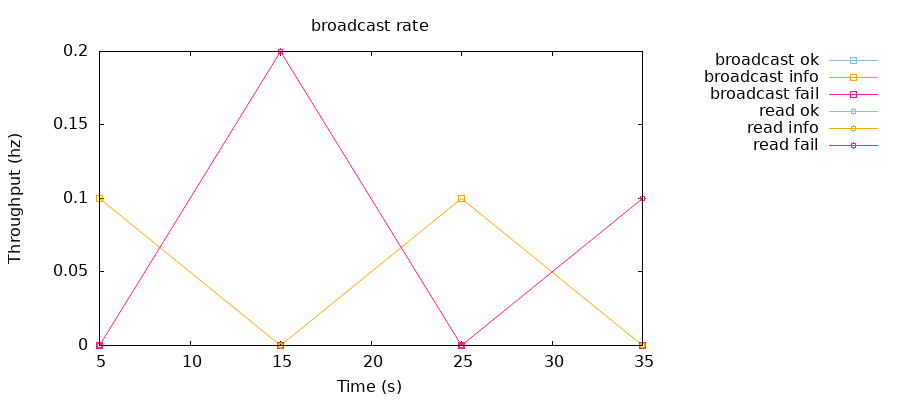 broadcast rate
0.2
0.15
0.1
0.05
0
5
10
15
20
25
30
35
Throughput (hz)
Time (s)
broadcast ok
broadcast info
broadcast fail
read ok
read info
read fail